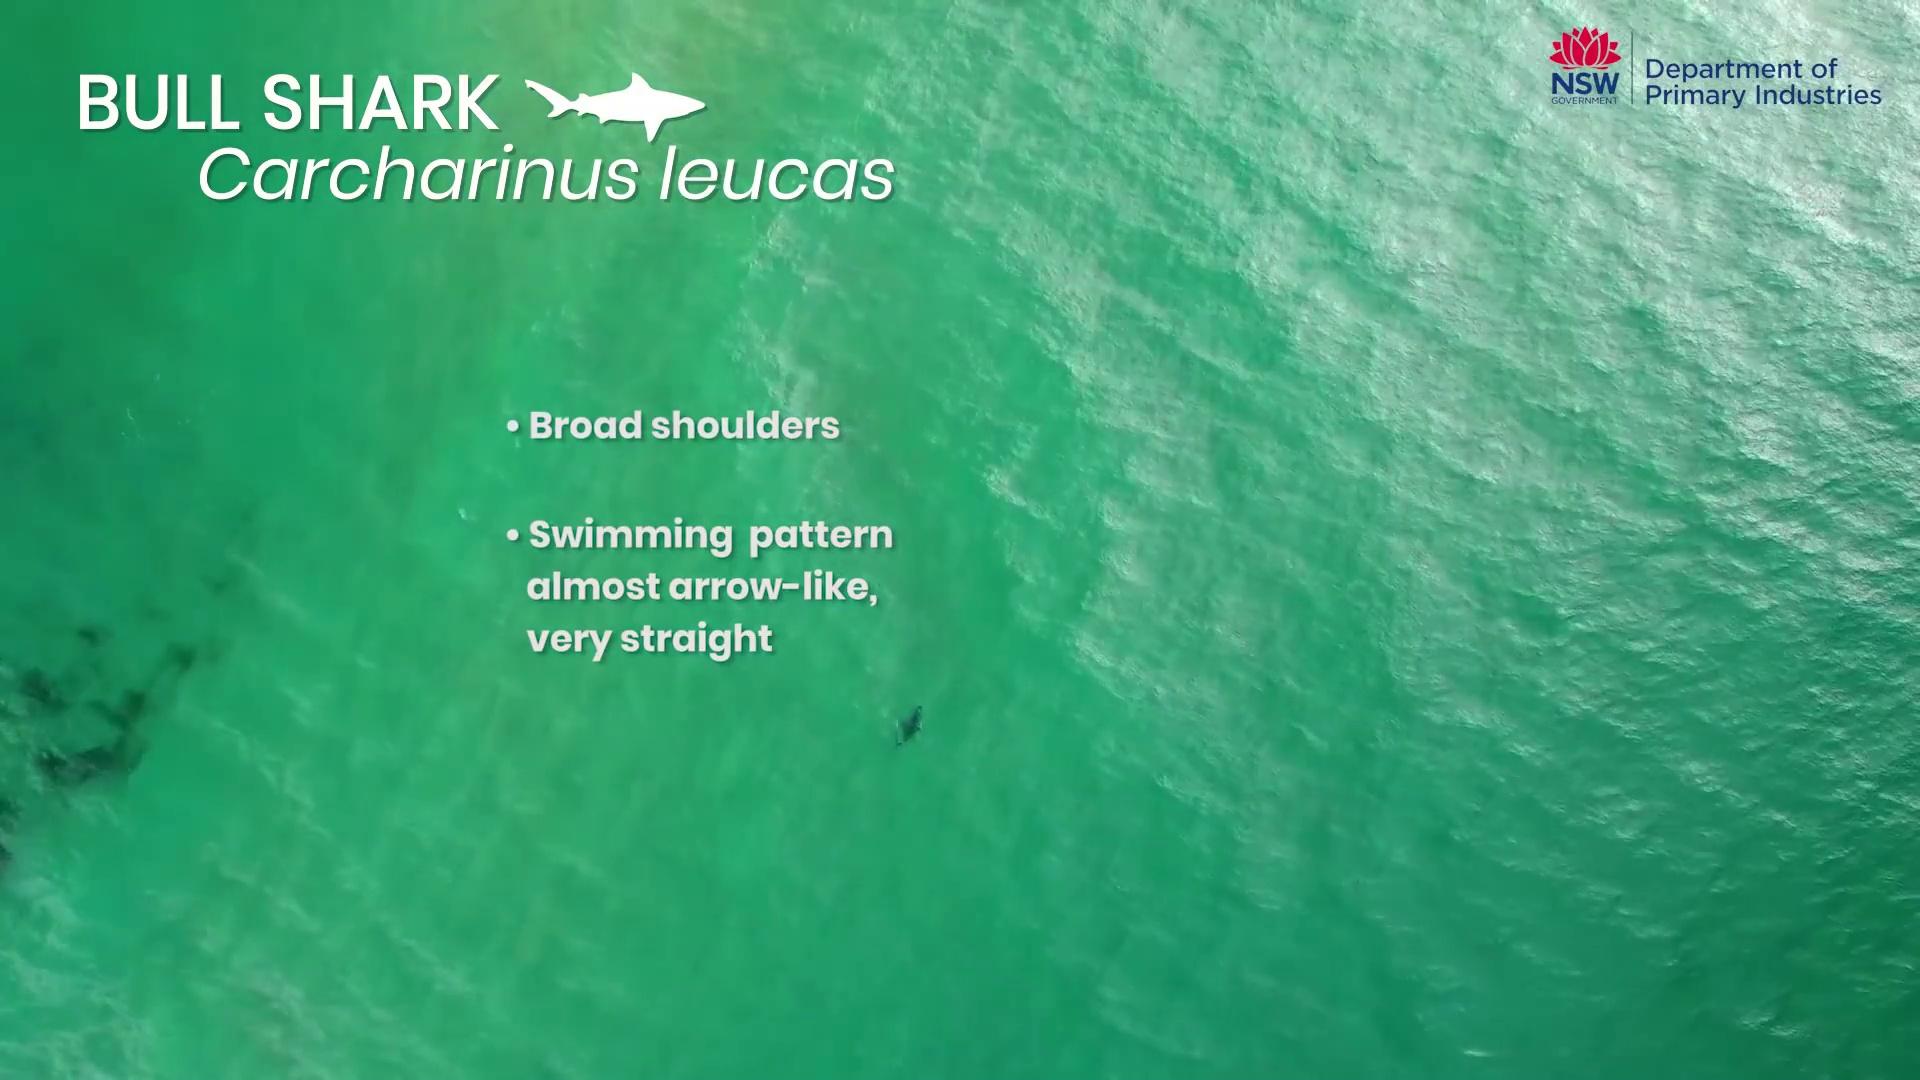 BULL SHARK
Carcharinus leucas
NSW
GOVERNMENT
Department of
Primary Industries
• Broad shoulders
• Swimming pattern
almost arrow-like,
very straight